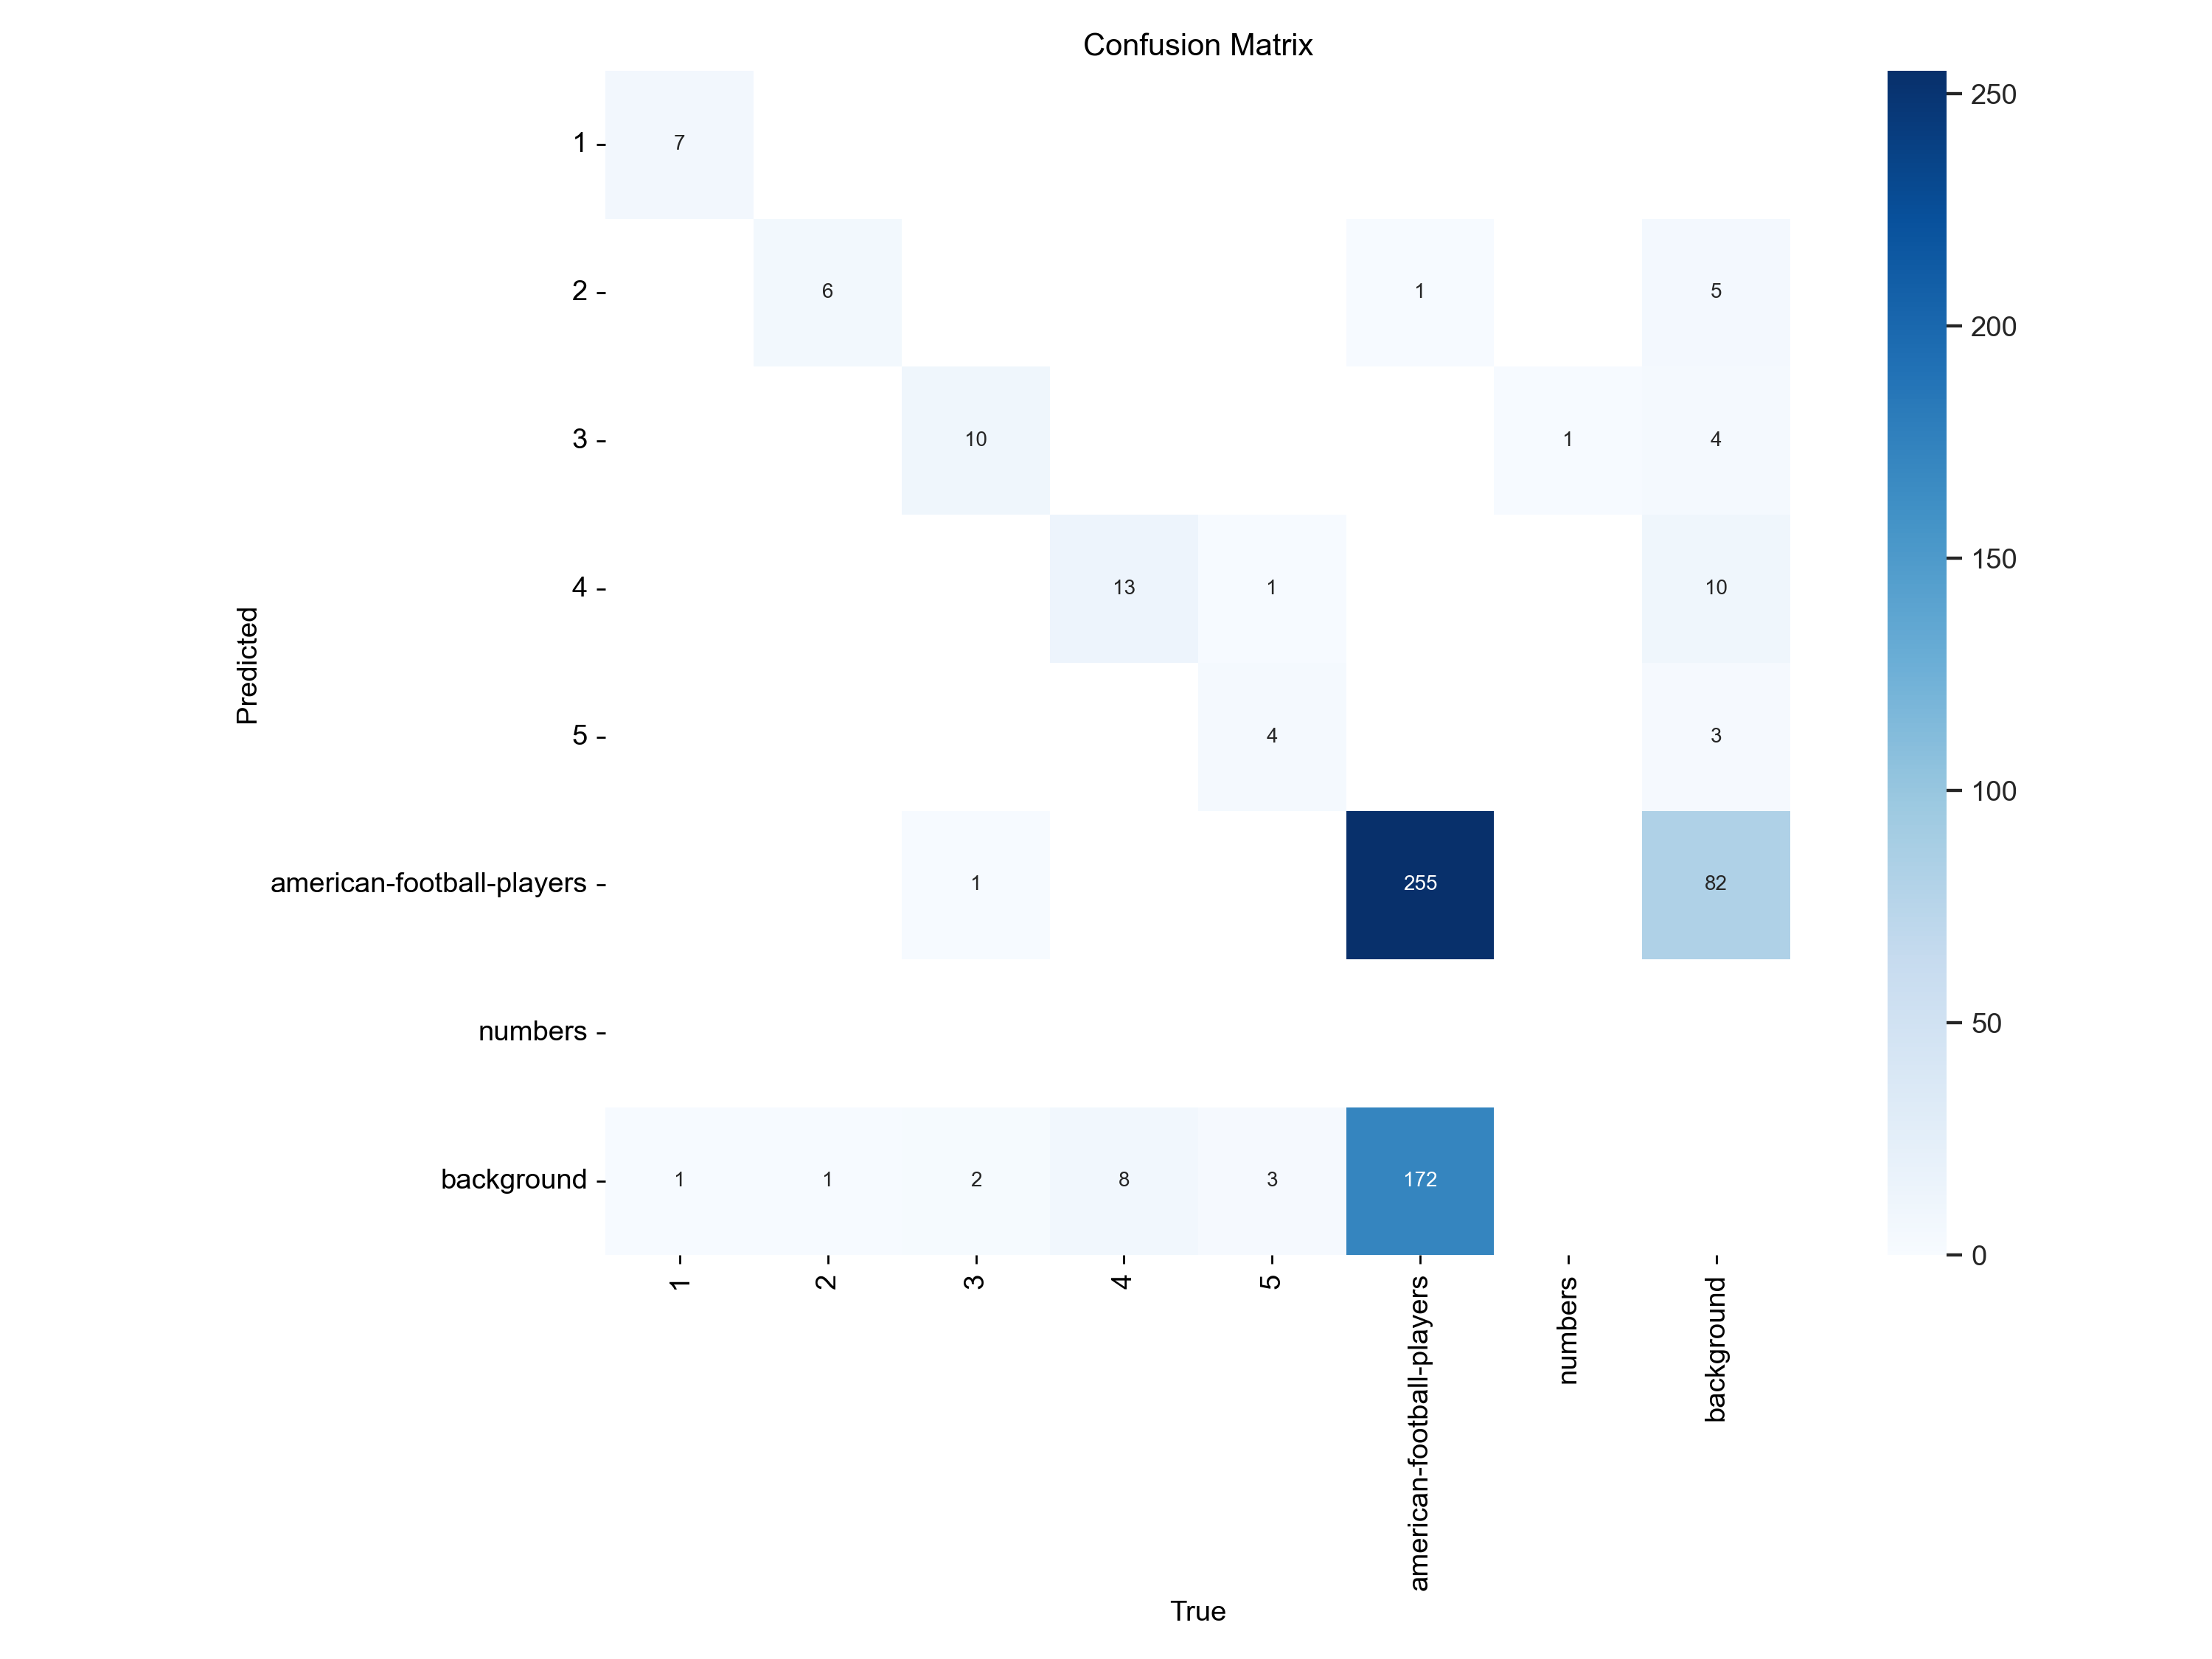 Confusion Matrix
1 7
2 6 1 5
3 10 1 4
4 13 1 10
5 4 3
american-football-players 1 255 82
numbers
background 1 1 2 8 3 172
1 2 3 4 5 american-football-players numbers background
Predicted
True
250
200
150
100
50
0